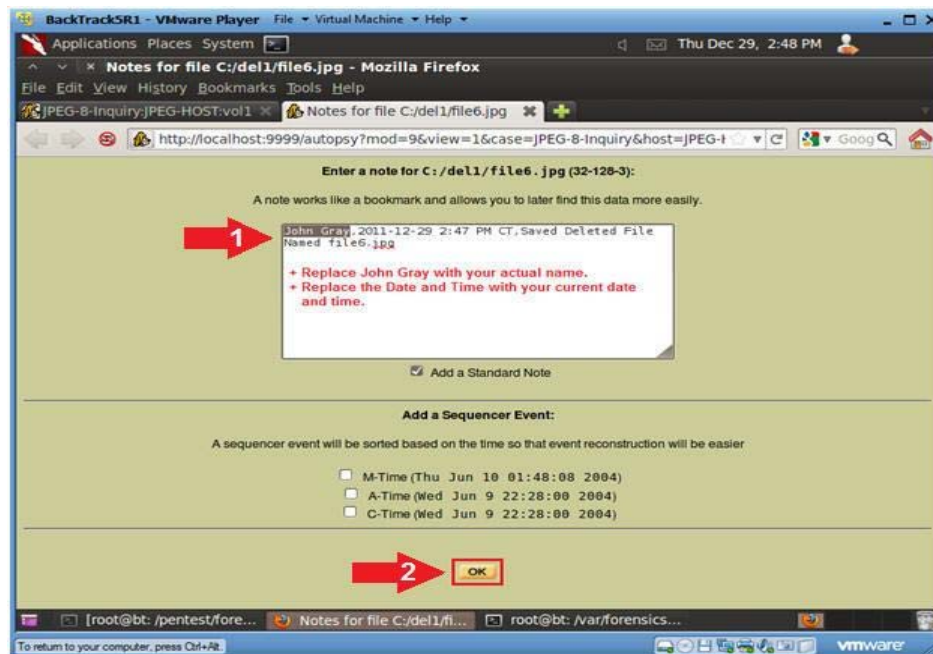 BackTrack5R1 - VMware Player File Virtual Machine Help
Applications Places System Thu Dec 29, 2:48 PM
Notes for file C:/del1/file6.jpg - Mozilla Firefox
File Edit View History Bookmarks Tools Help
JPEG-8-Inquiry:JPEG-HOST:vol1 Notes for file C:/del1/file6.jpg
http://localhost:9999/autopsy?mod=9&view=1&case=JPEG-8-Inquiry&host=JPEG-H Goog
Enter a note for C:/del1/file6.jpg (32-128-3):
A note works like a bookmark and allows you to later find this data more easily.
1
John Gray,2011-12-29 2:47 PM CT,Saved Deleted File
Named file6.jpg
+ Replace John Gray with your actual name.
+ Replace the Date and Time with your current date
and time.
Add a Standard Note
Add a Sequencer Event:
A sequencer event will be sorted based on the time so that event reconstruction will be easier
M-Time (Thu Jun 10 01:48:08 2004)
A-Time (Wed Jun 9 22:28:00 2004)
C-Time (Wed Jun 9 22:28:00 2004)
2 OK
[root@bt: /pentest/fore... Notes for file C:/del1/fi... root@bt: /var/forensics...
To return to your computer, press Ctrl+Alt. vmware